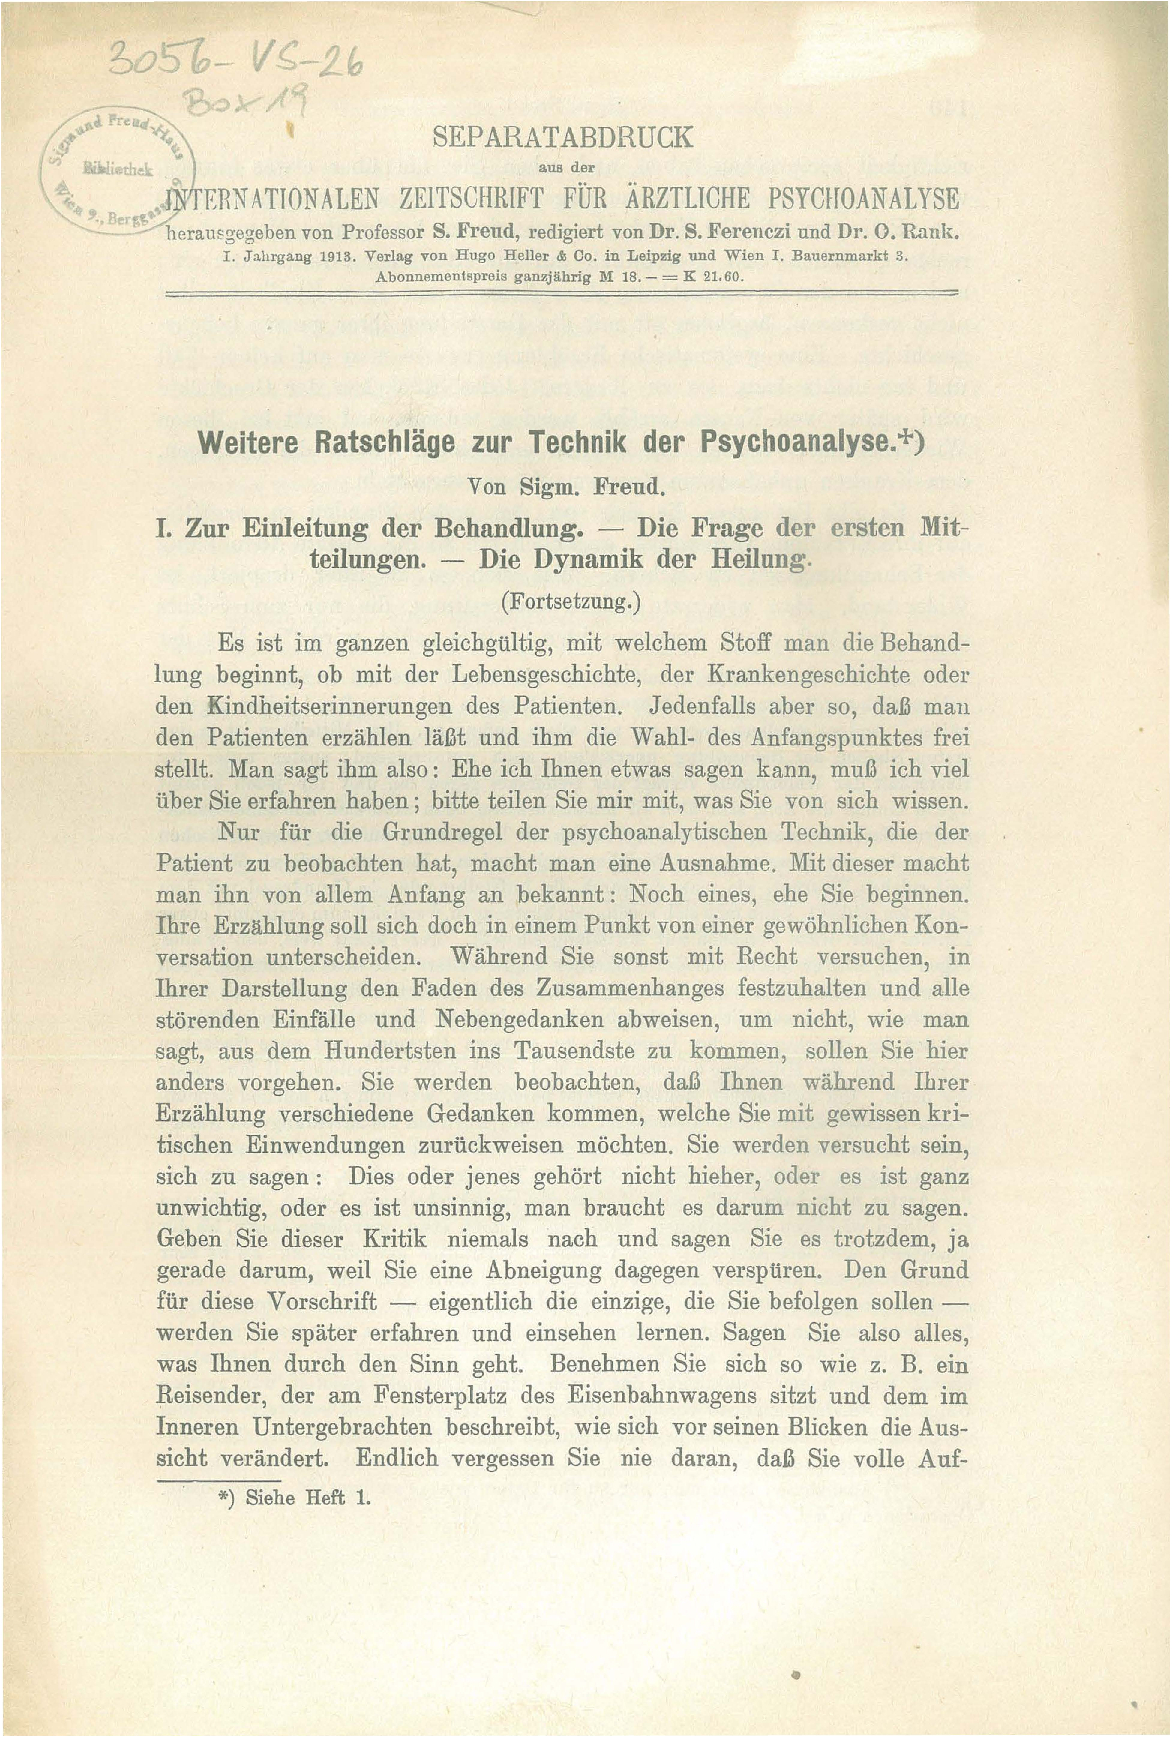 3056-VS-26
Box 19
Sigmund Freud-Haus
Bibliothek
Wien 9., Berggasse 9
SEPARATABDRUCK
aus der
INTERNATIONALEN ZEITSCHRIFT FÜR ÄRZTLICHE PSYCHOANALYSE
herausgegeben von Professor S. Freud, redigiert von Dr. S. Ferenczi und Dr. O. Rank.
I. Jahrgang 1913. Verlag von Hugo Heller & Co. in Leipzig und Wien I. Bauernmarkt 3.
Abonnementspreis ganzjährig M 18.— = K 21.60.
Weitere Ratschläge zur Technik der Psychoanalyse.*)
Von Sigm. Freud.
I. Zur Einleitung der Behandlung. — Die Frage der ersten Mit-
teilungen. — Die Dynamik der Heilung.
(Fortsetzung.)
Es ist im ganzen gleichgültig, mit welchem Stoff man die Behand-
lung beginnt, ob mit der Lebensgeschichte, der Krankengeschichte oder
den Kindheitserinnerungen des Patienten. Jedenfalls aber so, daß man
den Patienten erzählen läßt und ihm die Wahl- des Anfangspunktes frei
stellt. Man sagt ihm also: Ehe ich Ihnen etwas sagen kann, muß ich viel
über Sie erfahren haben; bitte teilen Sie mir mit, was Sie von sich wissen.
Nur für die Grundregel der psychoanalytischen Technik, die der
Patient zu beobachten hat, macht man eine Ausnahme. Mit dieser macht
man ihn von allem Anfang an bekannt: Noch eines, ehe Sie beginnen.
Ihre Erzählung soll sich doch in einem Punkt von einer gewöhnlichen Kon-
versation unterscheiden. Während Sie sonst mit Recht versuchen, in
Ihrer Darstellung den Faden des Zusammenhanges festzuhalten und alle
störenden Einfälle und Nebengedanken abweisen, um nicht, wie man
sagt, aus dem Hundertsten ins Tausendste zu kommen, sollen Sie hier
anders vorgehen. Sie werden beobachten, daß Ihnen während Ihrer
Erzählung verschiedene Gedanken kommen, welche Sie mit gewissen kri-
tischen Einwendungen zurückweisen möchten. Sie werden versucht sein,
sich zu sagen: Dies oder jenes gehört nicht hieher, oder es ist ganz
unwichtig, oder es ist unsinnig, man braucht es darum nicht zu sagen.
Geben Sie dieser Kritik niemals nach und sagen Sie es trotzdem, ja
gerade darum, weil Sie eine Abneigung dagegen verspüren. Den Grund
für diese Vorschrift — eigentlich die einzige, die Sie befolgen sollen —
werden Sie später erfahren und einsehen lernen. Sagen Sie also alles,
was Ihnen durch den Sinn geht. Benehmen Sie sich so wie z. B. ein
Reisender, der am Fensterplatz des Eisenbahnwagens sitzt und dem im
Inneren Untergebrachten beschreibt, wie sich vor seinen Blicken die Aus-
sicht verändert. Endlich vergessen Sie nie daran, daß Sie volle Auf-
*) Siehe Heft 1.